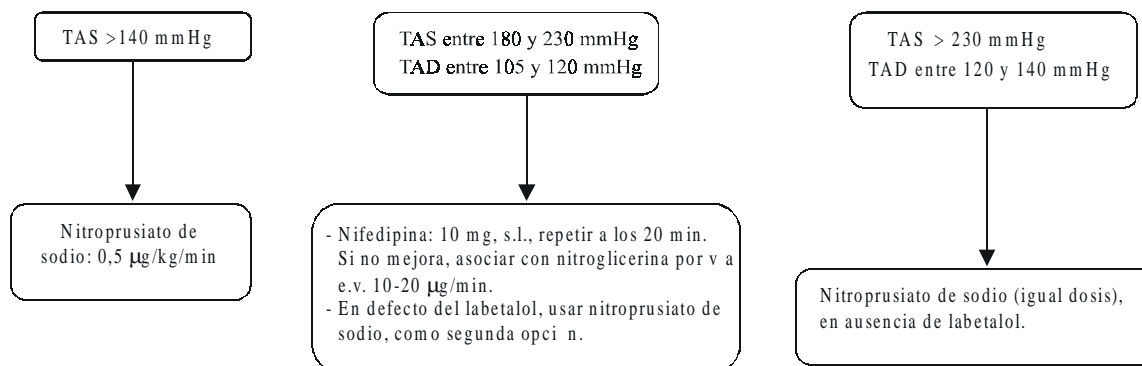 TAS >140 mmHg
TAS entre 180 y 230 mmHg
TAD entre 105 y 120 mmHg
TAS > 230 mmHg
TAD entre 120 y 140 mmHg
Nitroprusiato de
sodio: 0,5 µg/kg/min
- Nifedipina: 10 mg, s.l., repetir a los 20 min.
Si no mejora, asociar con nitroglicerina por v a
e.v. 10-20 µg/min.
- En defecto del labetalol, usar nitroprusiato de
sodio, como segunda opci n.
Nitroprusiato de sodio (igual dosis),
en ausencia de labetalol.